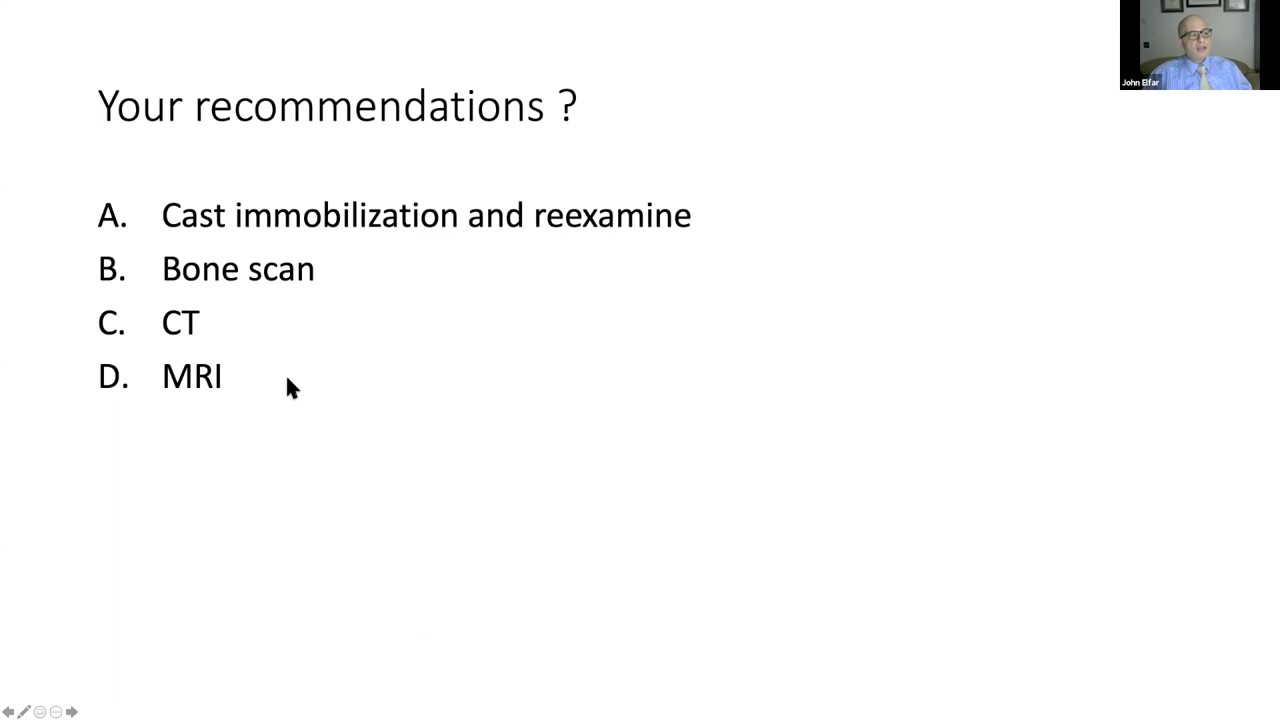 John Elfar
Your recommendations ?
A. Cast immobilization and reexamine
B. Bone scan
C. CT
D. MRI